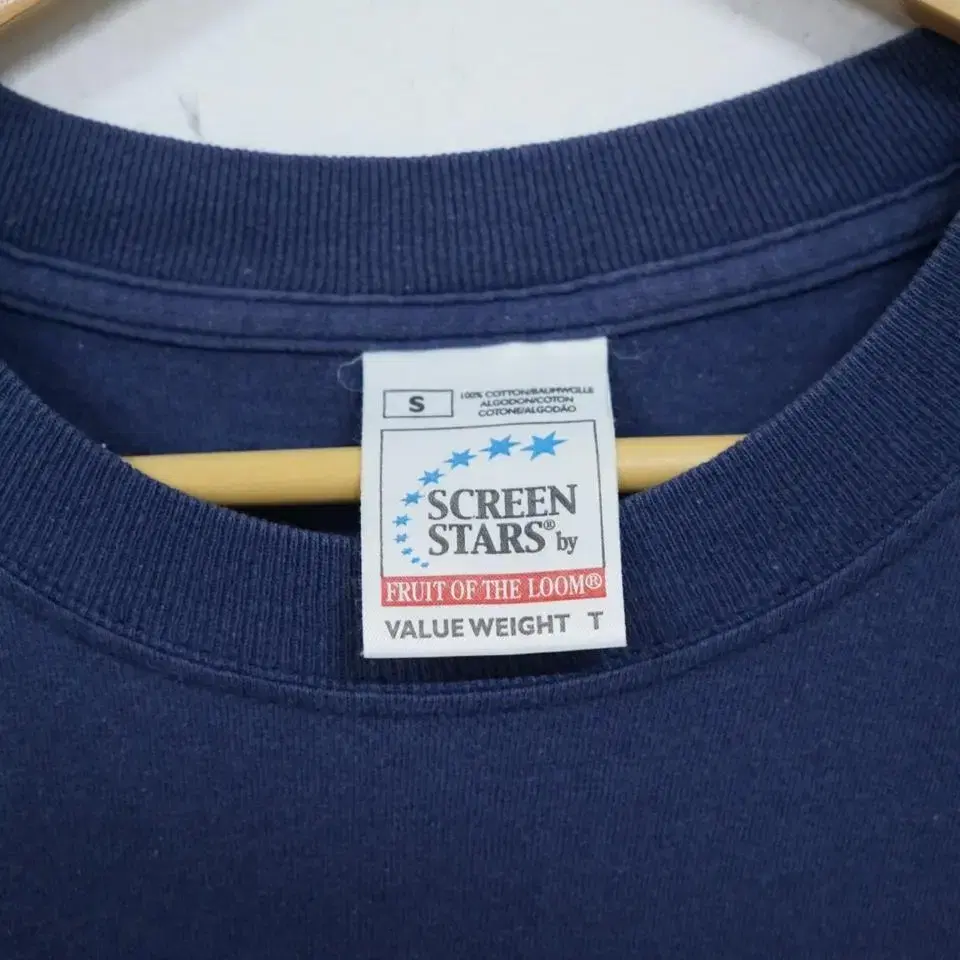 S
100% COTTON/BAUMWOLLE
ALGODON/COTON
COTONE/ALGODÃO
SCREEN
STARS® by
FRUIT OF THE LOOM®
VALUE WEIGHT T